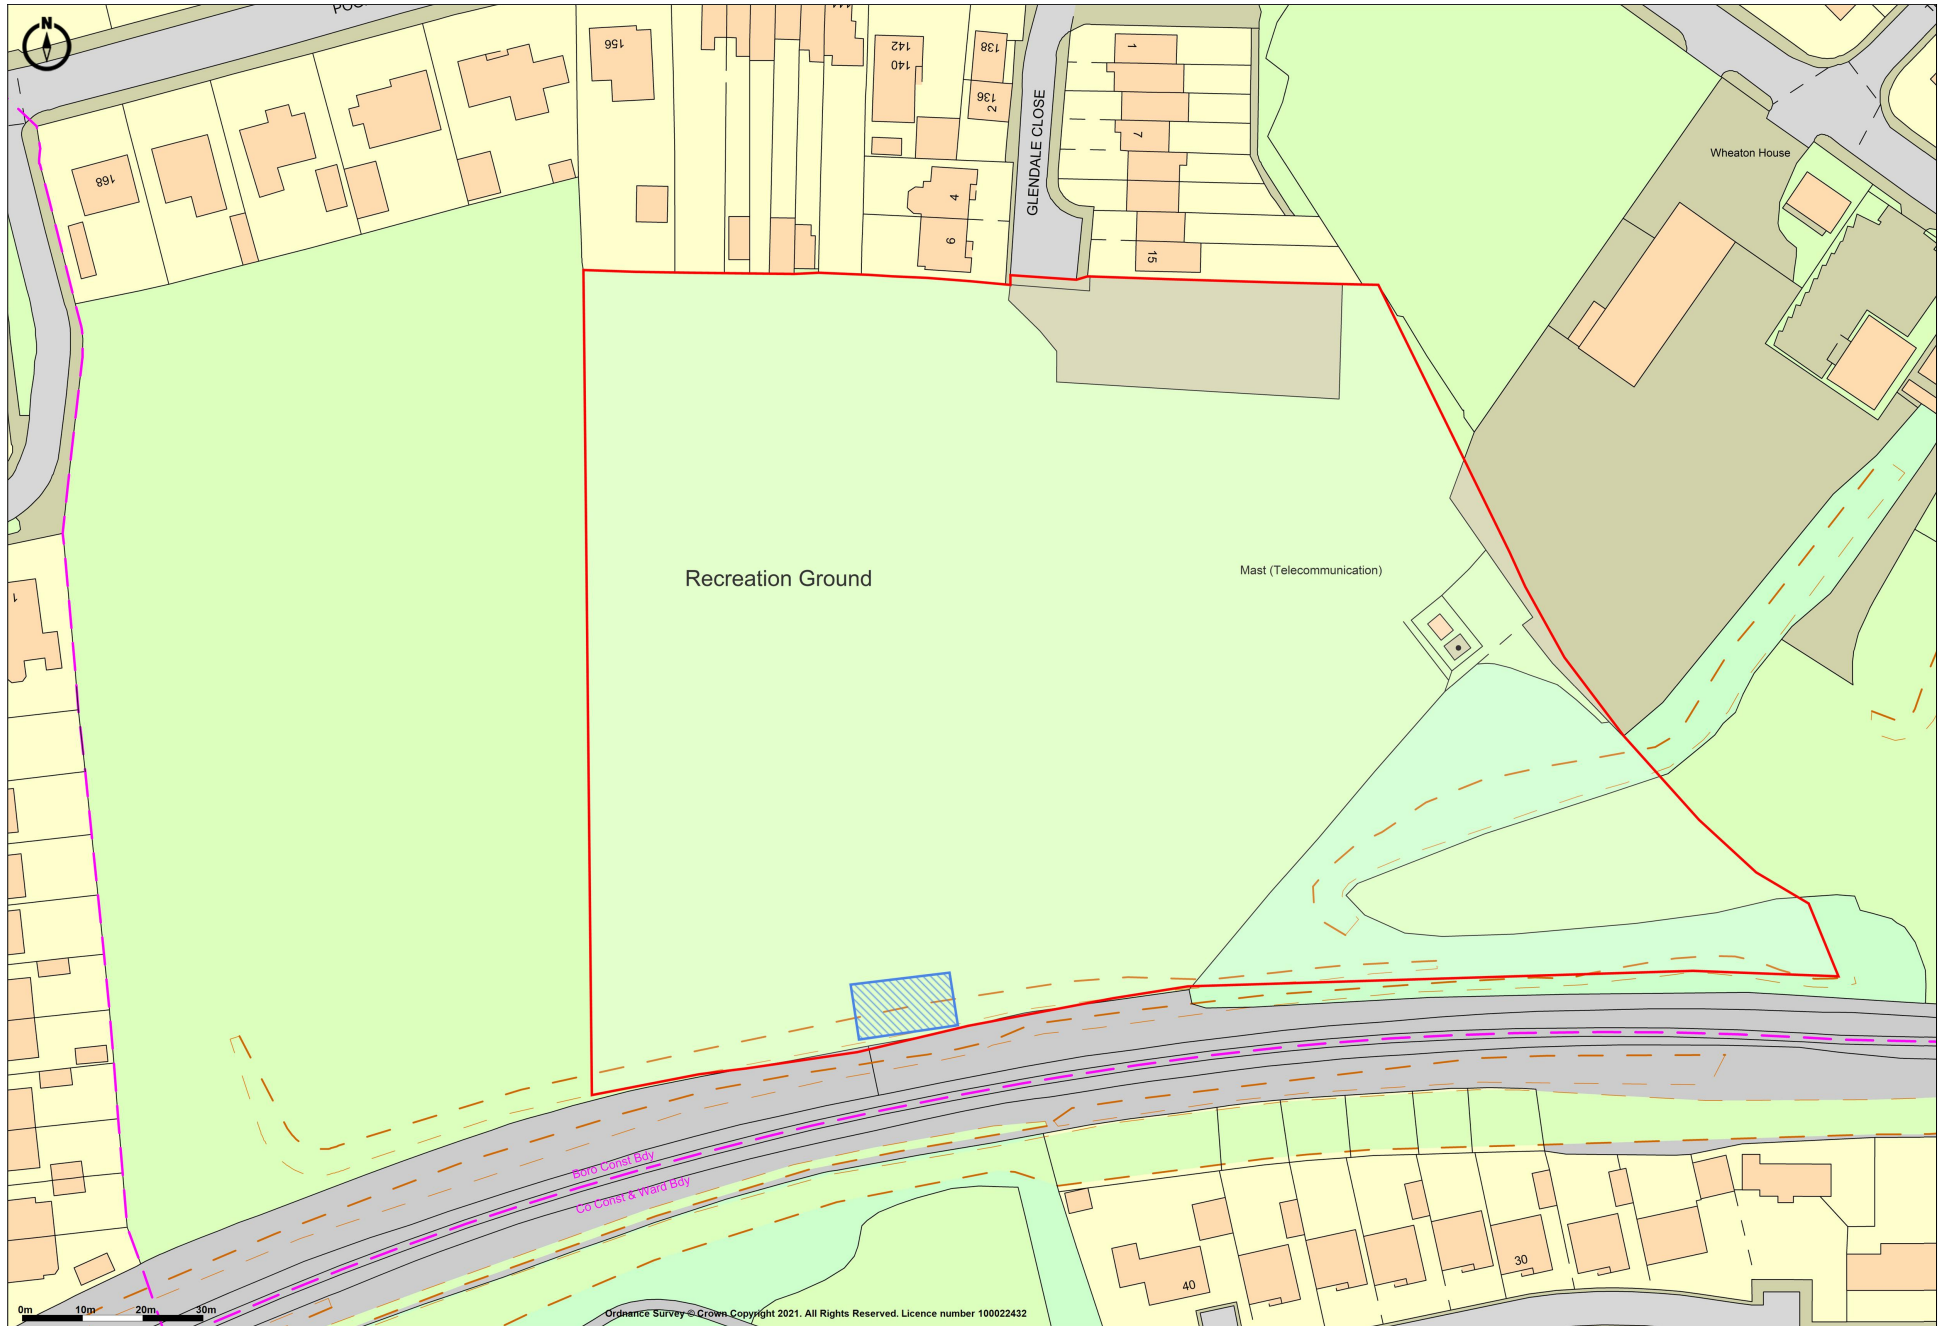 N
156
142
140
138
136
2
1
7
15
GLENDALE CLOSE
4
6
168
Wheaton House
Recreation Ground
Mast (Telecommunication)
1
Boro Const Bdy
Co Const & Ward Bdy
30
40
0m 10m 20m 30m
Ordnance Survey © Crown Copyright 2021. All Rights Reserved. Licence number 100022432